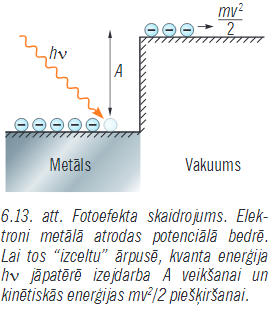 mv²/2
hν
A
Metāls
Vakuums
6.13. att. Fotoefekta skaidrojums. Elek-
troni metālā atrodas potenciālā bedrē.
Lai tos “izceltu” ārpusē, kvanta enerģija
hν jāpatērē izejdarba A veikšanai un
kinētiskās enerģijas mv²/2 piešķiršanai.